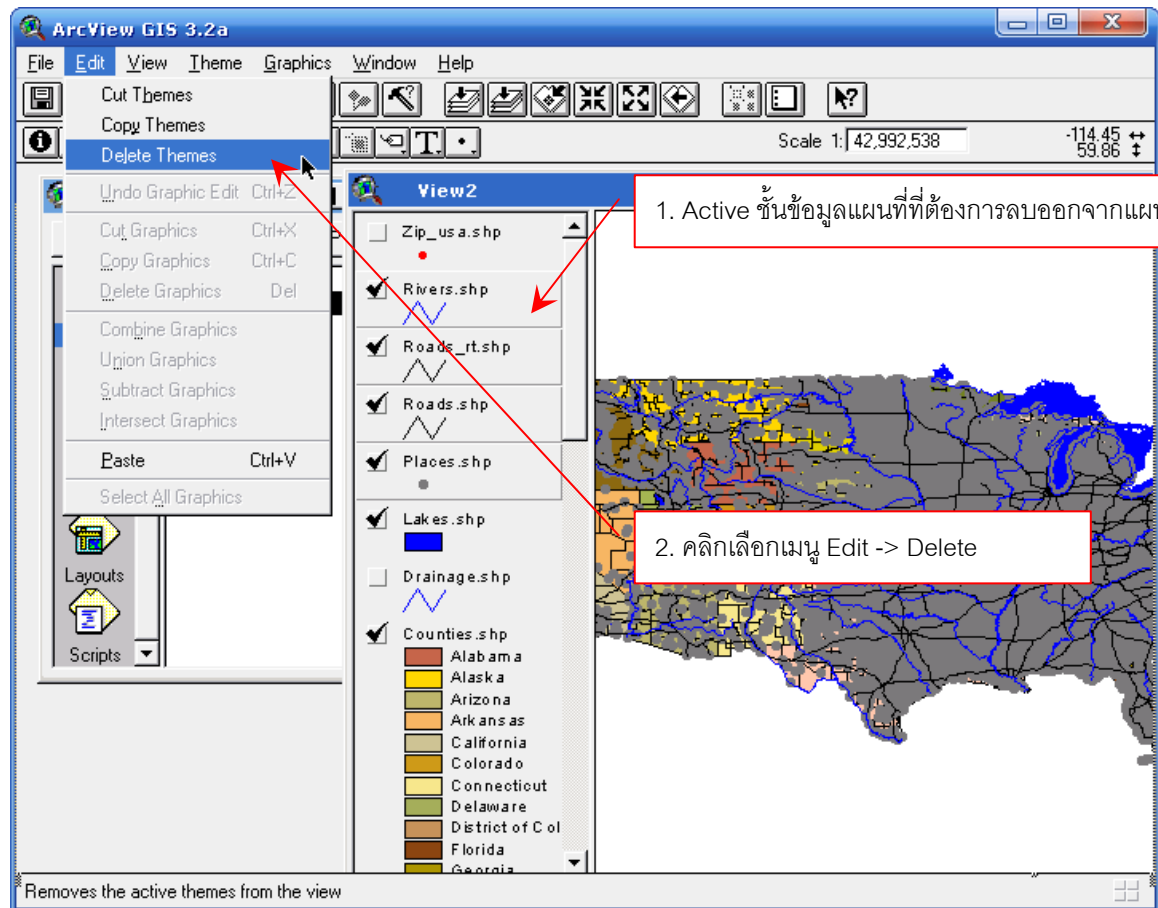 ArcView GIS 3.2a
File Edit View Theme Graphics Window Help
Cut Themes
Copy Themes
Delete Themes
Undo Graphic Edit Ctrl+Z
Cut Graphics Ctrl+X
Copy Graphics Ctrl+C
Delete Graphics Del
Combine Graphics
Union Graphics
Subtract Graphics
Intersect Graphics
Paste Ctrl+V
Select All Graphics
Scale 1: 42,992,538
-114.45
59.86
View2
1. Active ชั้นข้อมูลแผนที่ที่ต้องการลบออกจากแผน
Zip_usa.shp
Rivers.shp
Roads_rt.shp
Roads.shp
Places.shp
Lakes.shp
2. คลิกเลือกเมนู Edit -> Delete
Drainage.shp
Counties.shp
Alabama
Alaska
Arizona
Arkansas
California
Colorado
Connecticut
Delaware
District of Col
Florida
Georgia
Layouts
Scripts
Removes the active themes from the view